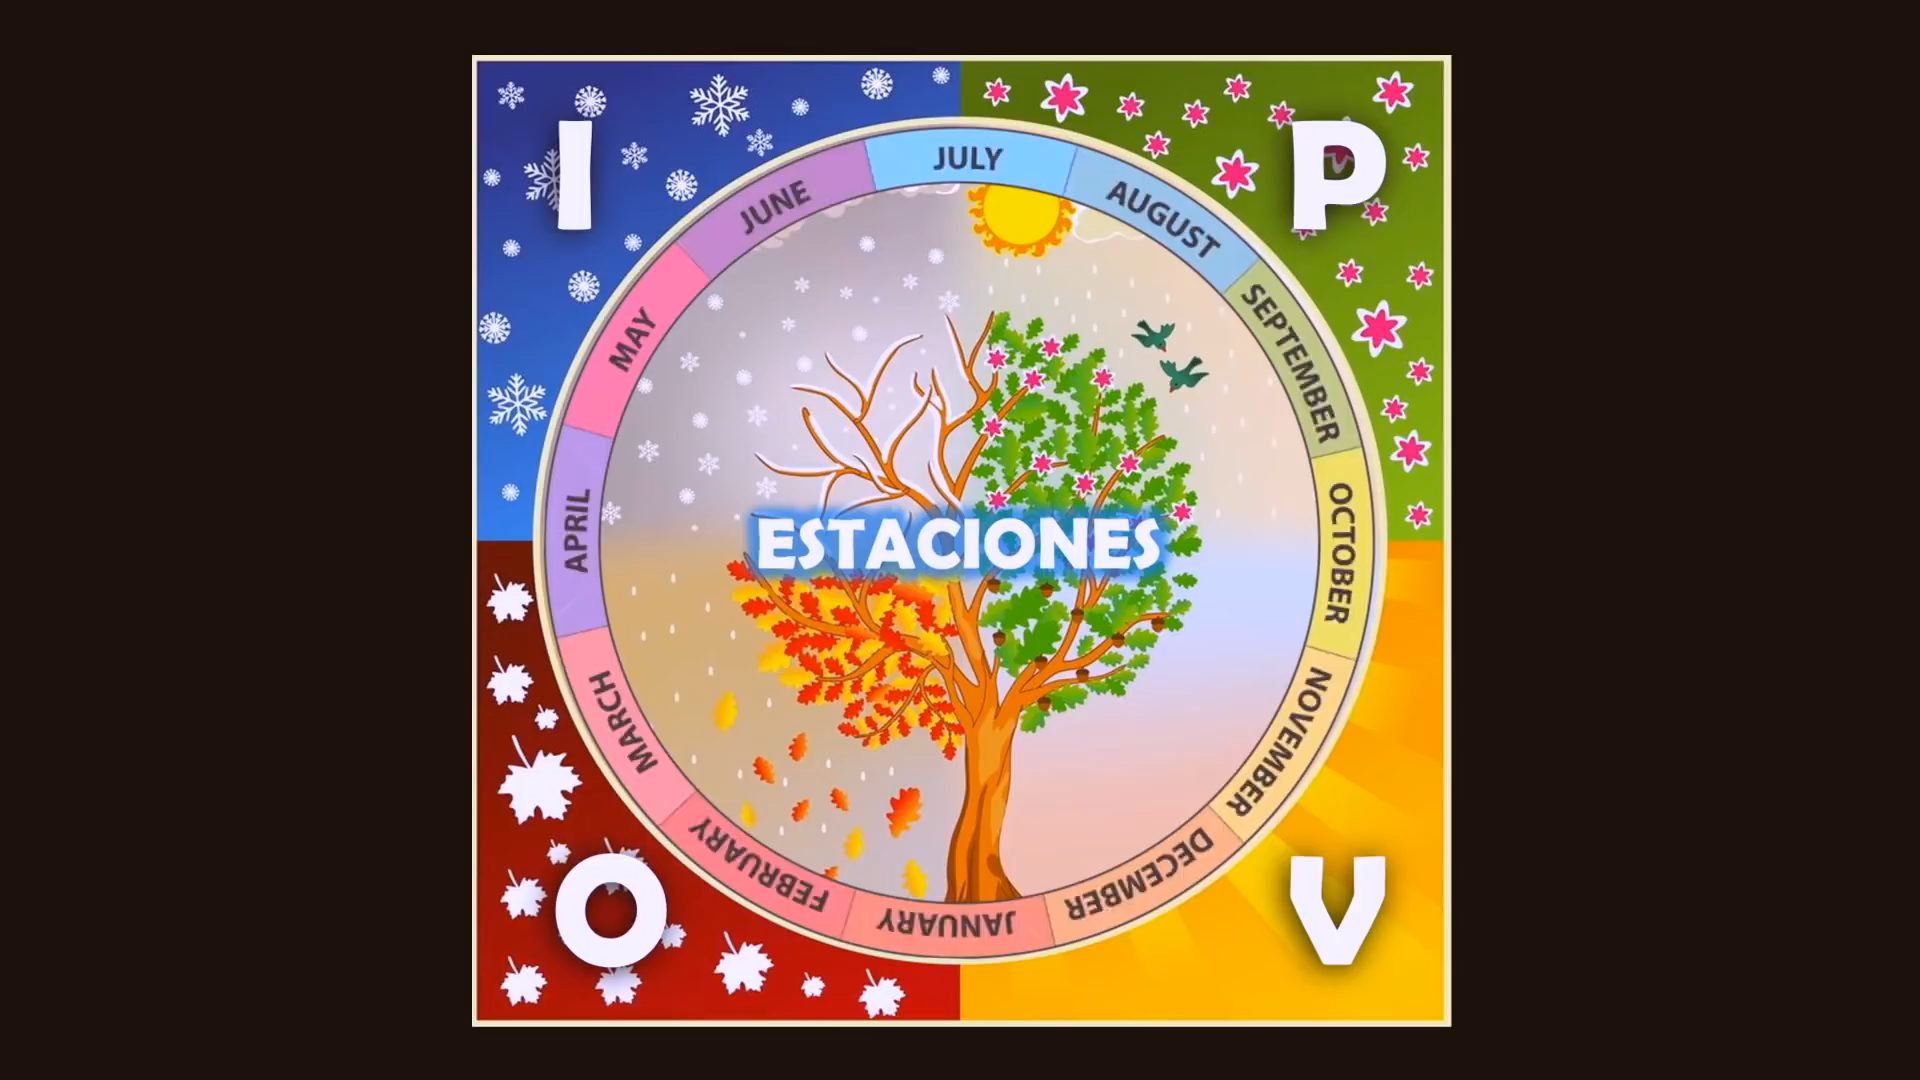 I
P
JULY
AUGUST
SEPTEMBER
OCTOBER
NOVEMBER
DECEMBER
JANUARY
FEBRUARY
MARCH
APRIL
MAY
JUNE
ESTACIONES
O
V